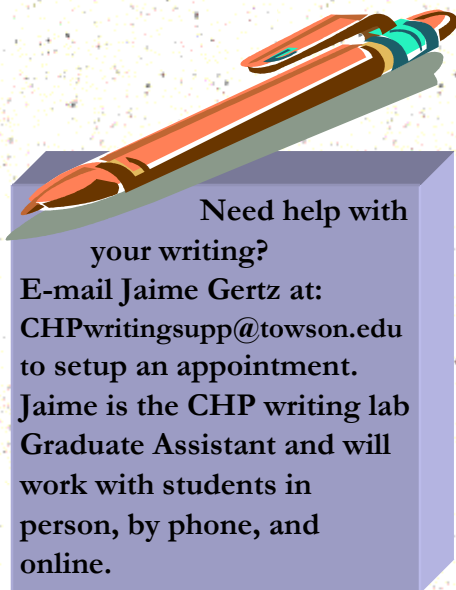 Need help with
your writing?
E-mail Jaime Gertz at:
CHPwritingsupp@towson.edu
to setup an appointment.
Jaime is the CHP writing lab
Graduate Assistant and will
work with students in
person, by phone, and
online.